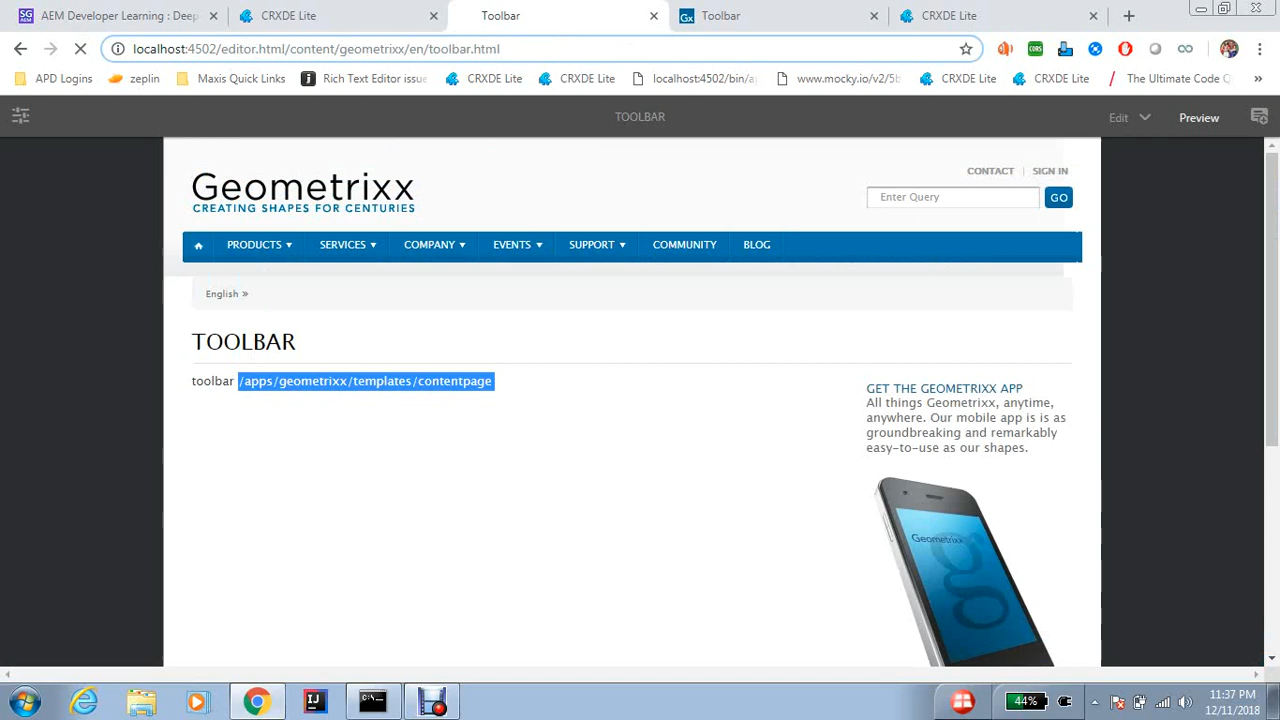 AEM Developer Learning : Deep
CRXDE Lite
Toolbar
Gx
Toolbar
CRXDE Lite
localhost:4502/editor.html/content/geometrixx/en/toolbar.html
APD Logins
zeplin
Maxis Quick Links
Rich Text Editor issue
CRXDE Lite
CRXDE Lite
localhost:4502/bin/a
www.mocky.io/v2/5b
CRXDE Lite
CRXDE Lite
The Ultimate Code
TOOLBAR
Edit
Preview
Geometrixx
CREATING SHAPES FOR CENTURIES
CONTACT | SIGN IN
Enter Query
GO
PRODUCTS SERVICES COMPANY EVENTS SUPPORT COMMUNITY BLOG
English »
TOOLBAR
toolbar /apps/geometrixx/templates/contentpage
GET THE GEOMETRIXX APP
All things Geometrixx, anytime,
anywhere. Our mobile app is is as
groundbreaking and remarkably
easy-to-use as our shapes.
Geometrixx
g
44%
11:37 PM
12/11/2018